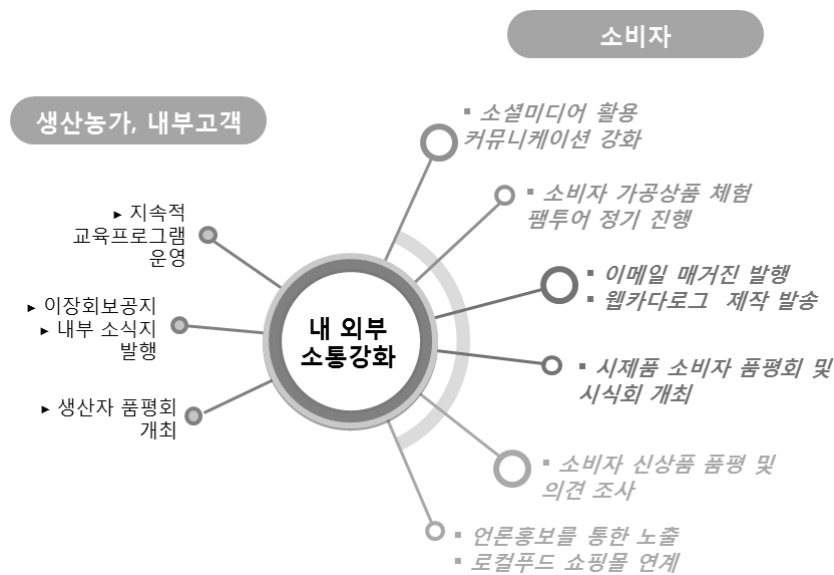 소비자
생산농가, 내부고객
▪ 소셜미디어 활용
커뮤니케이션 강화
▪ 소비자 가공상품 체험
팸투어 정기 진행
▪ 이메일 매거진 발행
▪ 웹카다로그 제작 발송
▪ 시제품 소비자 품평회 및
시식회 개최
▪ 소비자 신상품 품평 및
의견 조사
▪ 언론홍보를 통한 노출
▪ 로컬푸드 쇼핑몰 연계
▸ 지속적
교육프로그램
운영
▸ 이장회보공지
▸ 내부 소식지
발행
▸ 생산자 품평회
개최
내 외부
소통강화